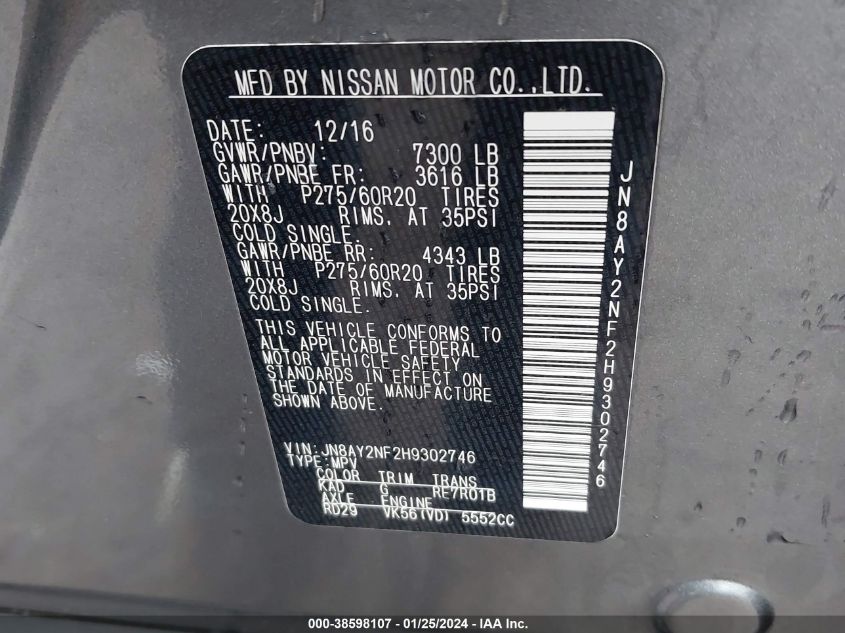 MFD BY NISSAN MOTOR CO.,LTD.
DATE: 12/16
GVWR/PNBV: 7300 LB
GAWR/PNBE FR: 3616 LB
WITH P275/60R20 TIRES
20X8J RIMS, AT 35PSI
COLD SINGLE.
GAWR/PNBE RR: 4343 LB
WITH P275/60R20 TIRES
20X8J RIMS, AT 35PSI
COLD SINGLE.
THIS VEHICLE CONFORMS TO
ALL APPLICABLE FEDERAL
MOTOR VEHICLE SAFETY
STANDARDS IN EFFECT ON
THE DATE OF MANUFACTURE
SHOWN ABOVE.
VIN:JN8AY2NF2H9302746
TYPE:MPV
COLOR TRIM TRANS
KAD G RE7R01B
AXLE ENGINE
RD29 VK56(VD) 5552CC
JN8AY2NF2H9302746
000-38598107 - 01/25/2024 - IAA Inc.